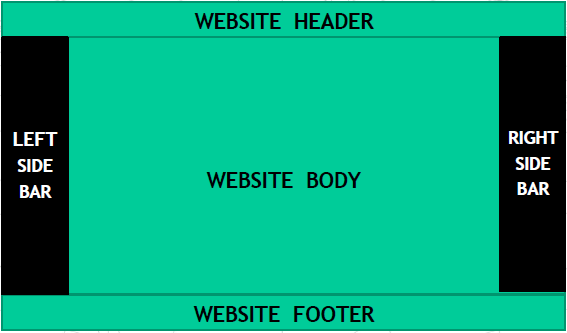 WEBSITE HEADER
LEFT
SIDE
BAR
WEBSITE BODY
RIGHT
SIDE
BAR
WEBSITE FOOTER